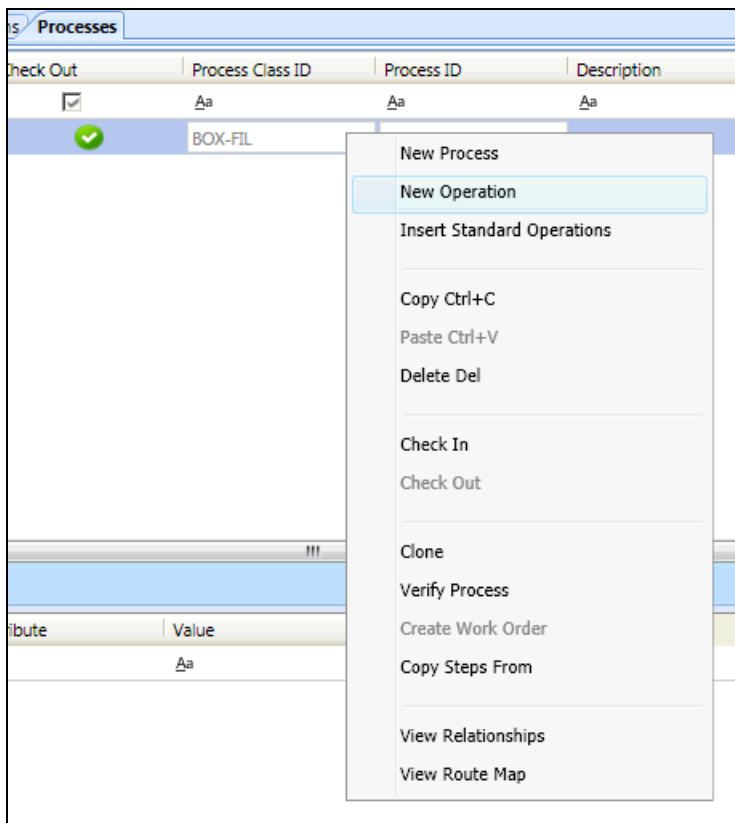 ns Processes
Check Out Process Class ID Process ID Description
Aa Aa Aa
BOX-FIL
New Process
New Operation
Insert Standard Operations
Copy Ctrl+C
Paste Ctrl+V
Delete Del
Check In
Check Out
Clone
Verify Process
Create Work Order
Copy Steps From
View Relationships
View Route Map
ribute Value
Aa